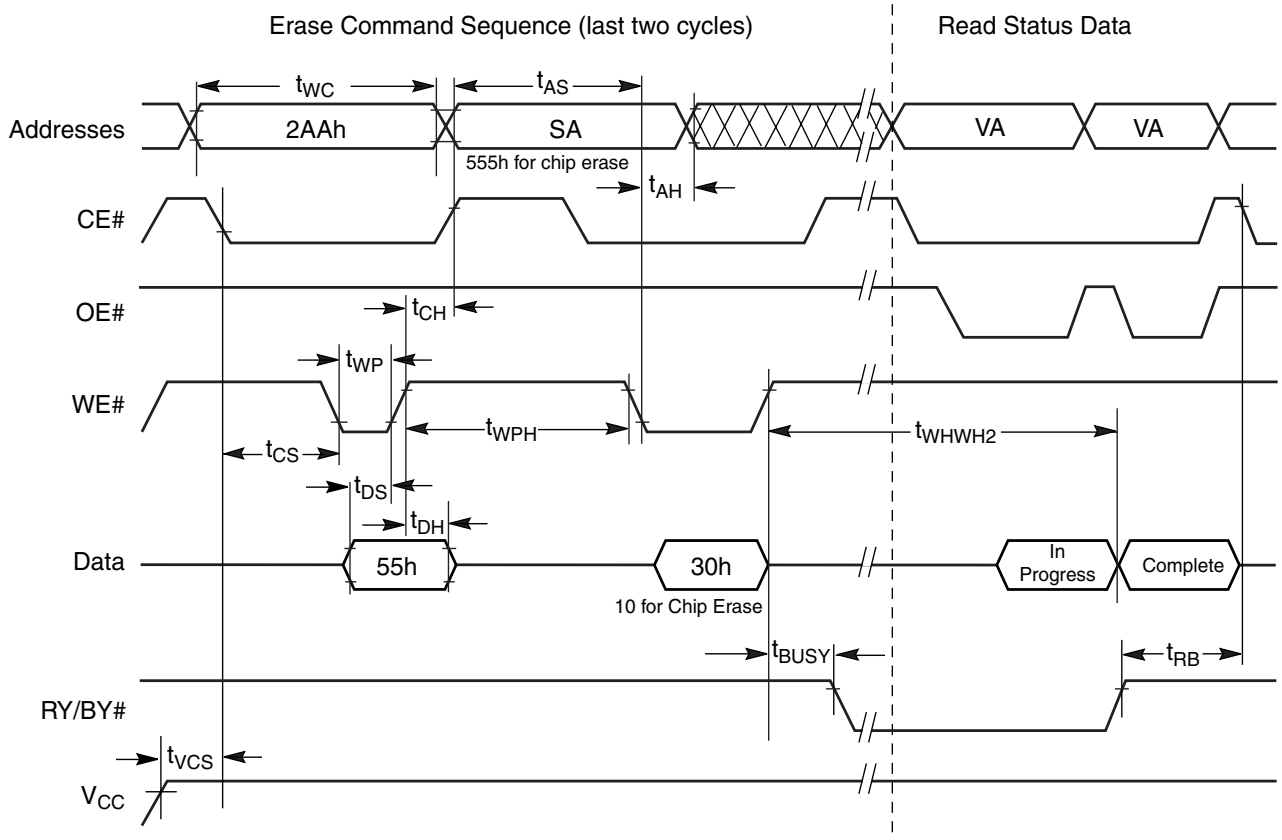 Erase Command Sequence (last two cycles) Read Status Data
tWC tAS
Addresses 2AAh SA VA VA
555h for chip erase
tAH
CE#
OE#
tCH
tWP
WE#
tWPH tWHWH2
tCS
tDS
tDH
Data 55h 30h In Progress Complete
10 for Chip Erase
tBUSY tRB
RY/BY#
tVCS
VCC